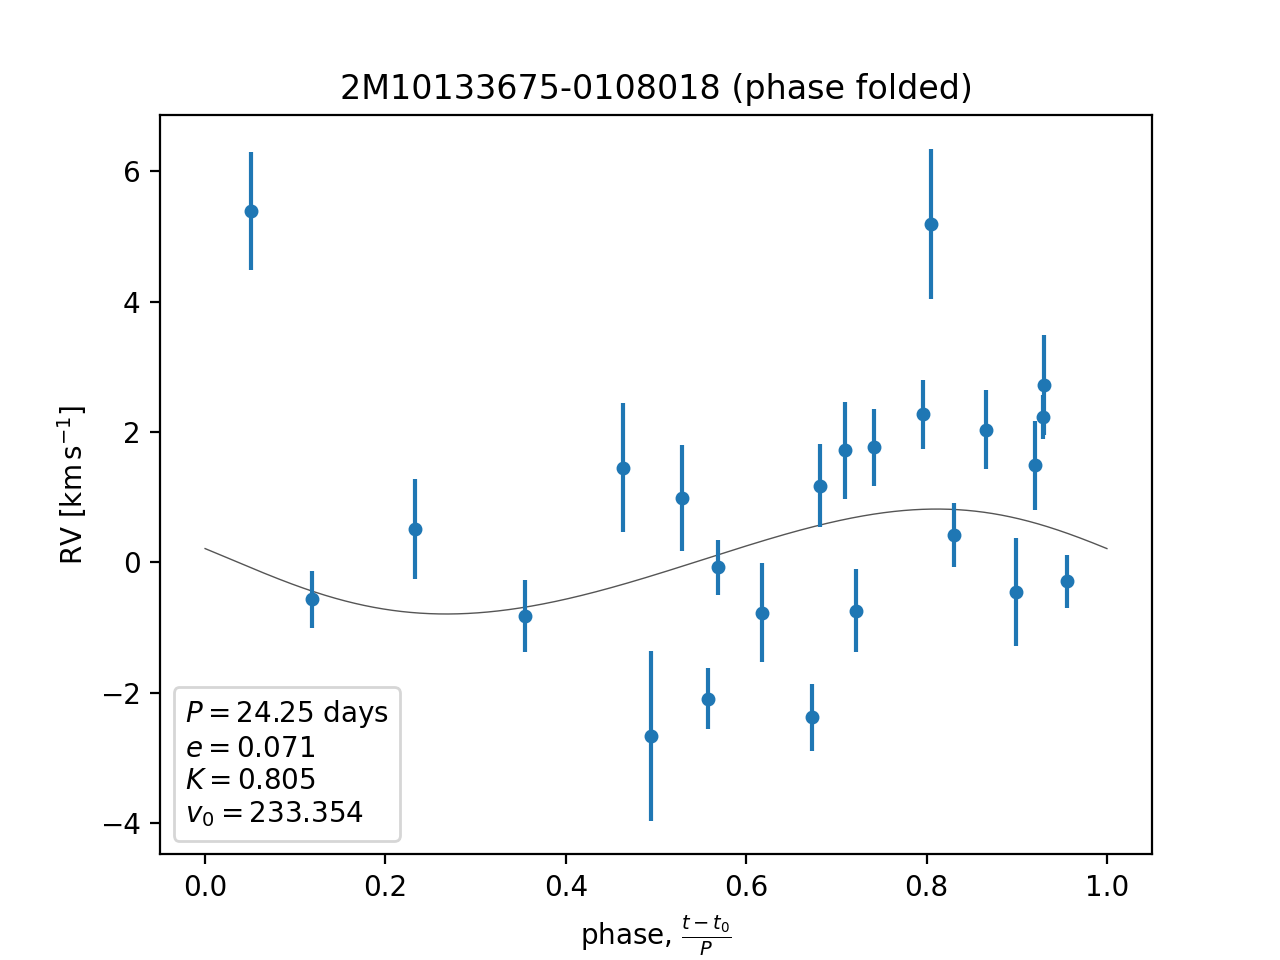 2M10133675-0108018 (phase folded)
6
4
2
0
−2
−4
RV [km s⁻¹]
P = 24.25 days
e = 0.071
K = 0.805
v₀ = 233.354
0.0 0.2 0.4 0.6 0.8 1.0
phase, (t − t₀)/P